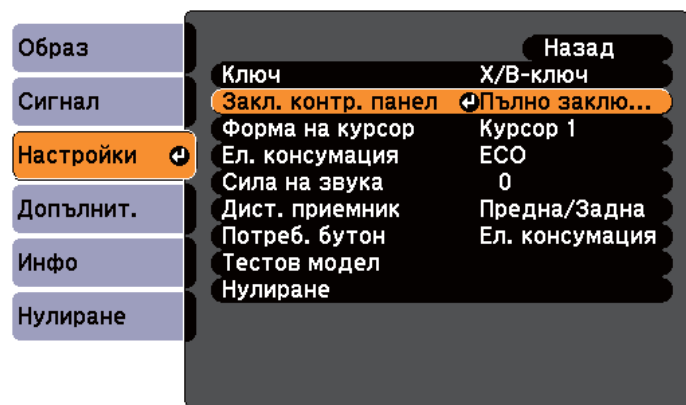 Образ
Сигнал
Настройки
Допълнит.
Инфо
Нулиране
Назад
Ключ Х/В-ключ
Закл. контр. панел Пълно заклю...
Форма на курсор Курсор 1
Ел. консумация ECO
Сила на звука 0
Дист. приемник Предна/Задна
Потреб. бутон Ел. консумация
Тестов модел
Нулиране